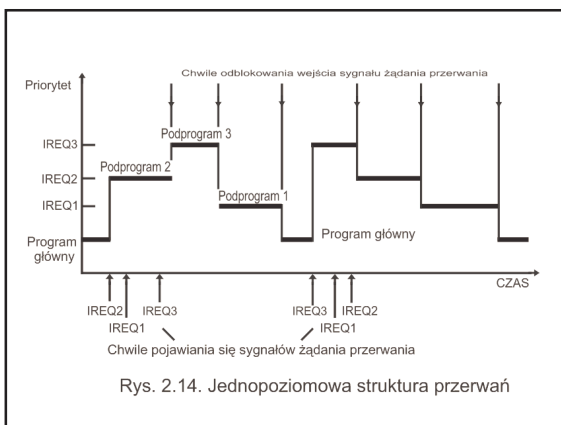 Chwile odblokowania wejścia sygnału żądania przerwania
Priorytet
Podprogram 3
IREQ3
Podprogram 2
IREQ2
Podprogram 1
IREQ1
Program
główny
Program główny
CZAS
IREQ2
IREQ3
IREQ3
IREQ2
IREQ1
IREQ1
Chwile pojawiania się sygnałów żądania przerwania
Rys. 2.14. Jednopoziomowa struktura przerwań